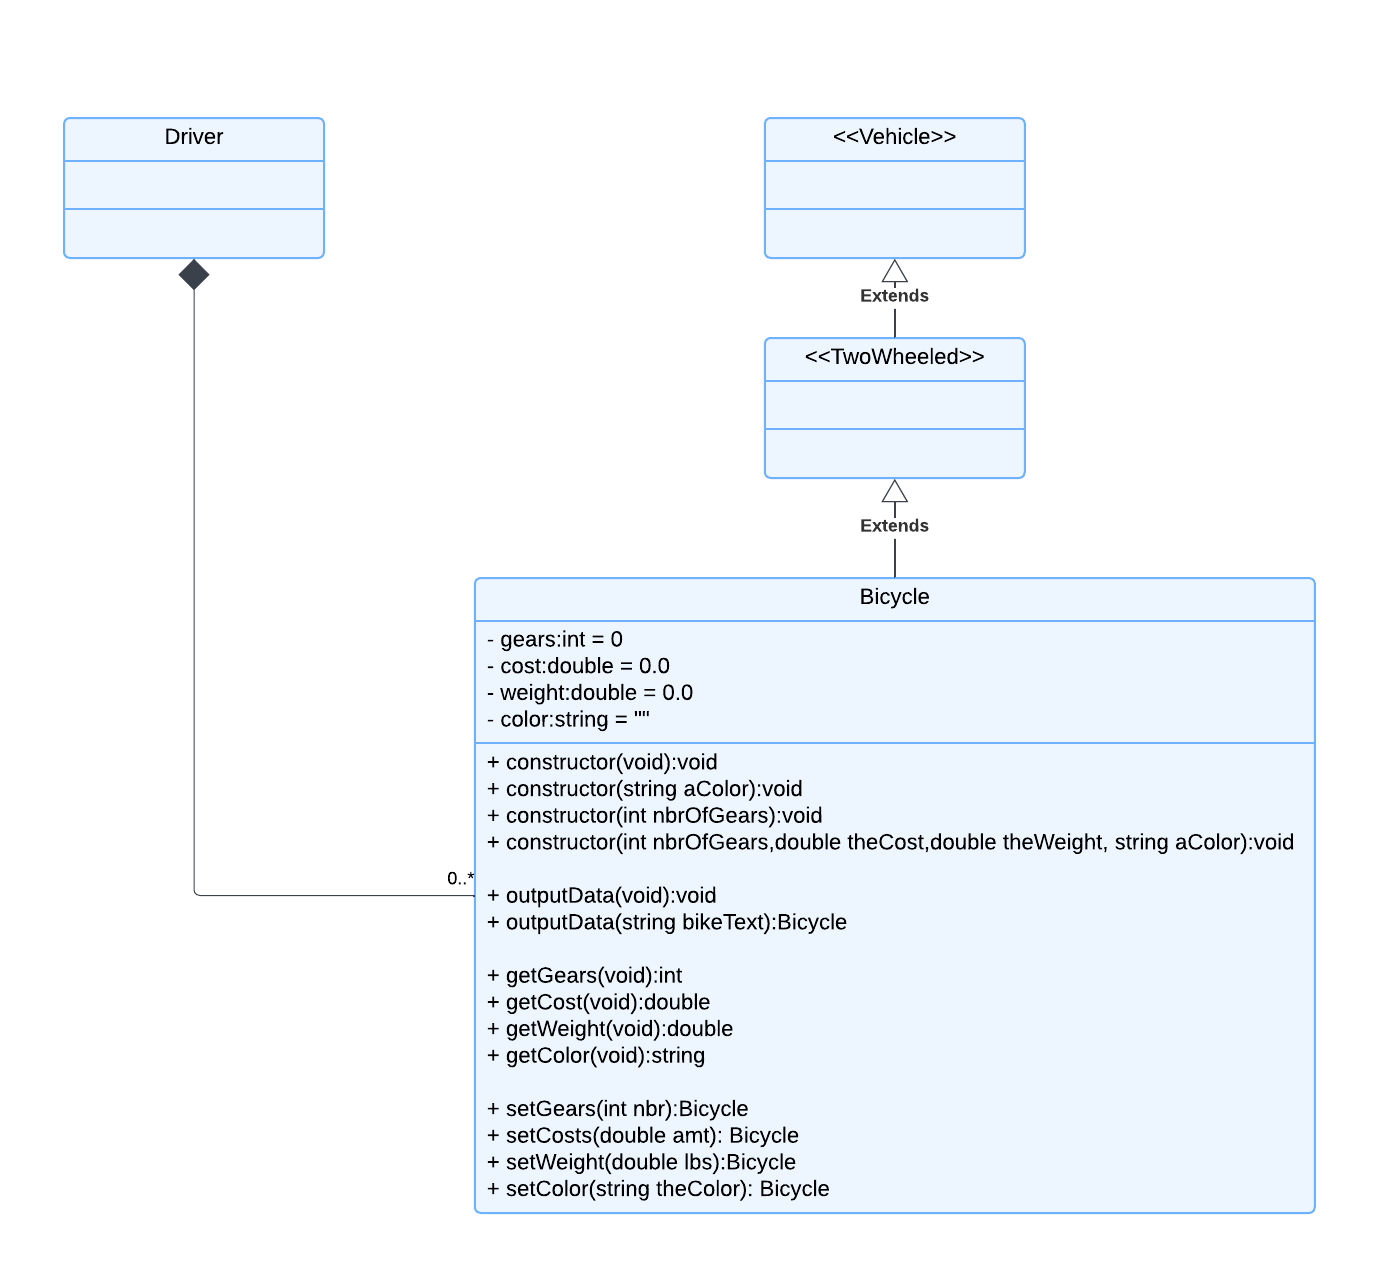 Driver
<<Vehicle>>
Extends
<<TwoWheeled>>
Extends
Bicycle
- gears:int = 0
- cost:double = 0.0
- weight:double = 0.0
- color:string = ""
+ constructor(void):void
+ constructor(string aColor):void
+ constructor(int nbrOfGears):void
+ constructor(int nbrOfGears,double theCost,double theWeight, string aColor):void
0..*
+ outputData(void):void
+ outputData(string bikeText):Bicycle
+ getGears(void):int
+ getCost(void):double
+ getWeight(void):double
+ getColor(void):string
+ setGears(int nbr):Bicycle
+ setCosts(double amt): Bicycle
+ setWeight(double lbs):Bicycle
+ setColor(string theColor): Bicycle